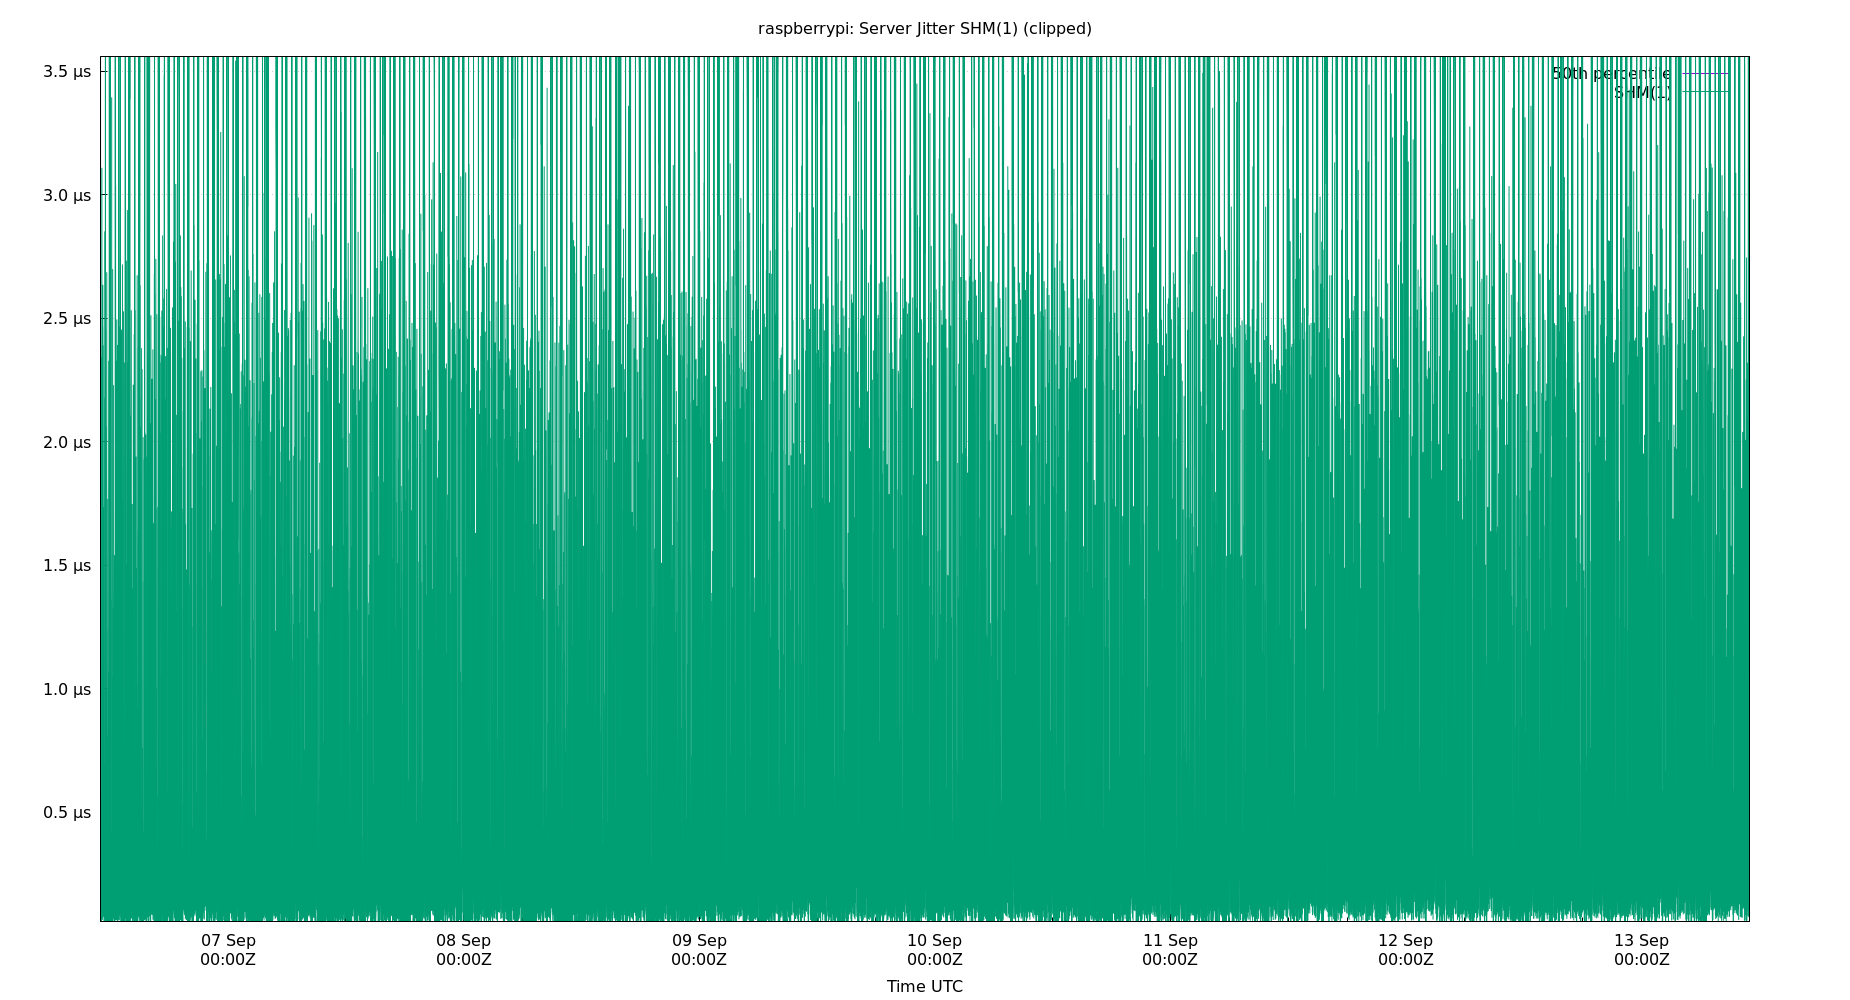 raspberrypi: Server Jitter SHM(1) (clipped)
50th percentile
SHM(1)
3.5 µs
3.0 µs
2.5 µs
2.0 µs
1.5 µs
1.0 µs
0.5 µs
07 Sep 08 Sep 09 Sep 10 Sep 11 Sep 12 Sep 13 Sep
00:00Z 00:00Z 00:00Z 00:00Z 00:00Z 00:00Z 00:00Z
Time UTC